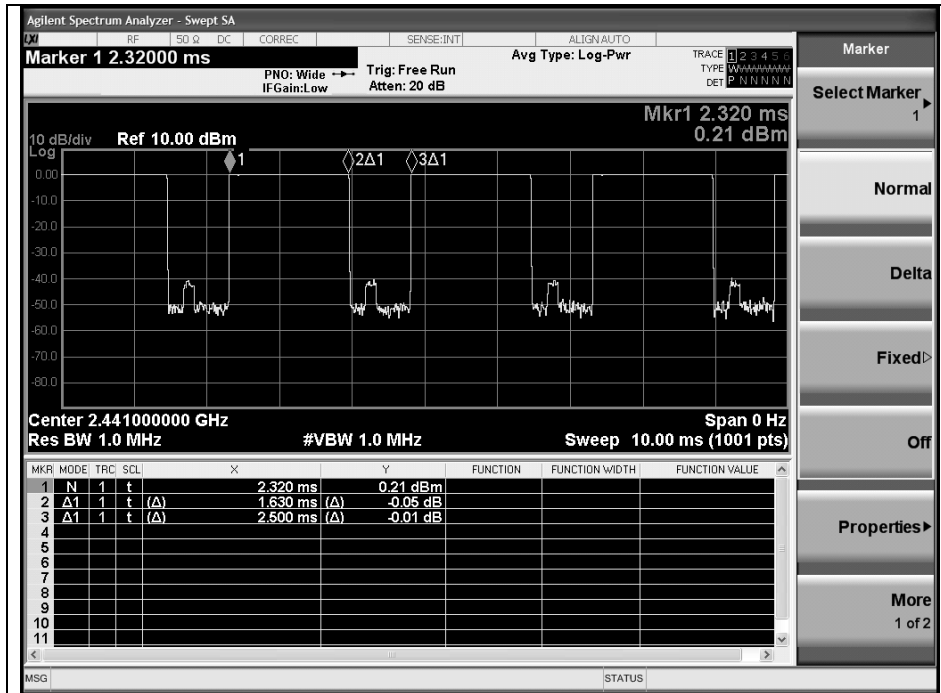 Agilent Spectrum Analyzer - Swept SA
LXI RF 50 Ω DC CORREC SENSE:INT ALIGN AUTO
Marker 1 2.32000 ms
PNO: Wide
IFGain:Low
Trig: Free Run
Atten: 20 dB
Avg Type: Log-Pwr
TRACE 1 2 3 4 5 6
TYPE WWWWWW
DET P N N N N N
Mkr1 2.320 ms
0.21 dBm
10 dB/div Ref 10.00 dBm
Log
1 2Δ1 3Δ1
0.00
-10.0
-20.0
-30.0
-40.0
-50.0
-60.0
-70.0
-80.0
Center 2.441000000 GHz Span 0 Hz
Res BW 1.0 MHz #VBW 1.0 MHz Sweep 10.00 ms (1001 pts)
MKR MODE TRC SCL X Y FUNCTION FUNCTION WIDTH FUNCTION VALUE
1 N 1 t 2.320 ms 0.21 dBm
2 Δ1 1 t (Δ) 1.630 ms (Δ) -0.05 dB
3 Δ1 1 t (Δ) 2.500 ms (Δ) -0.01 dB
4
5
6
7
8
9
10
11
MSG STATUS
Marker
Select Marker
1
Normal
Delta
Fixed
Off
Properties
More
1 of 2